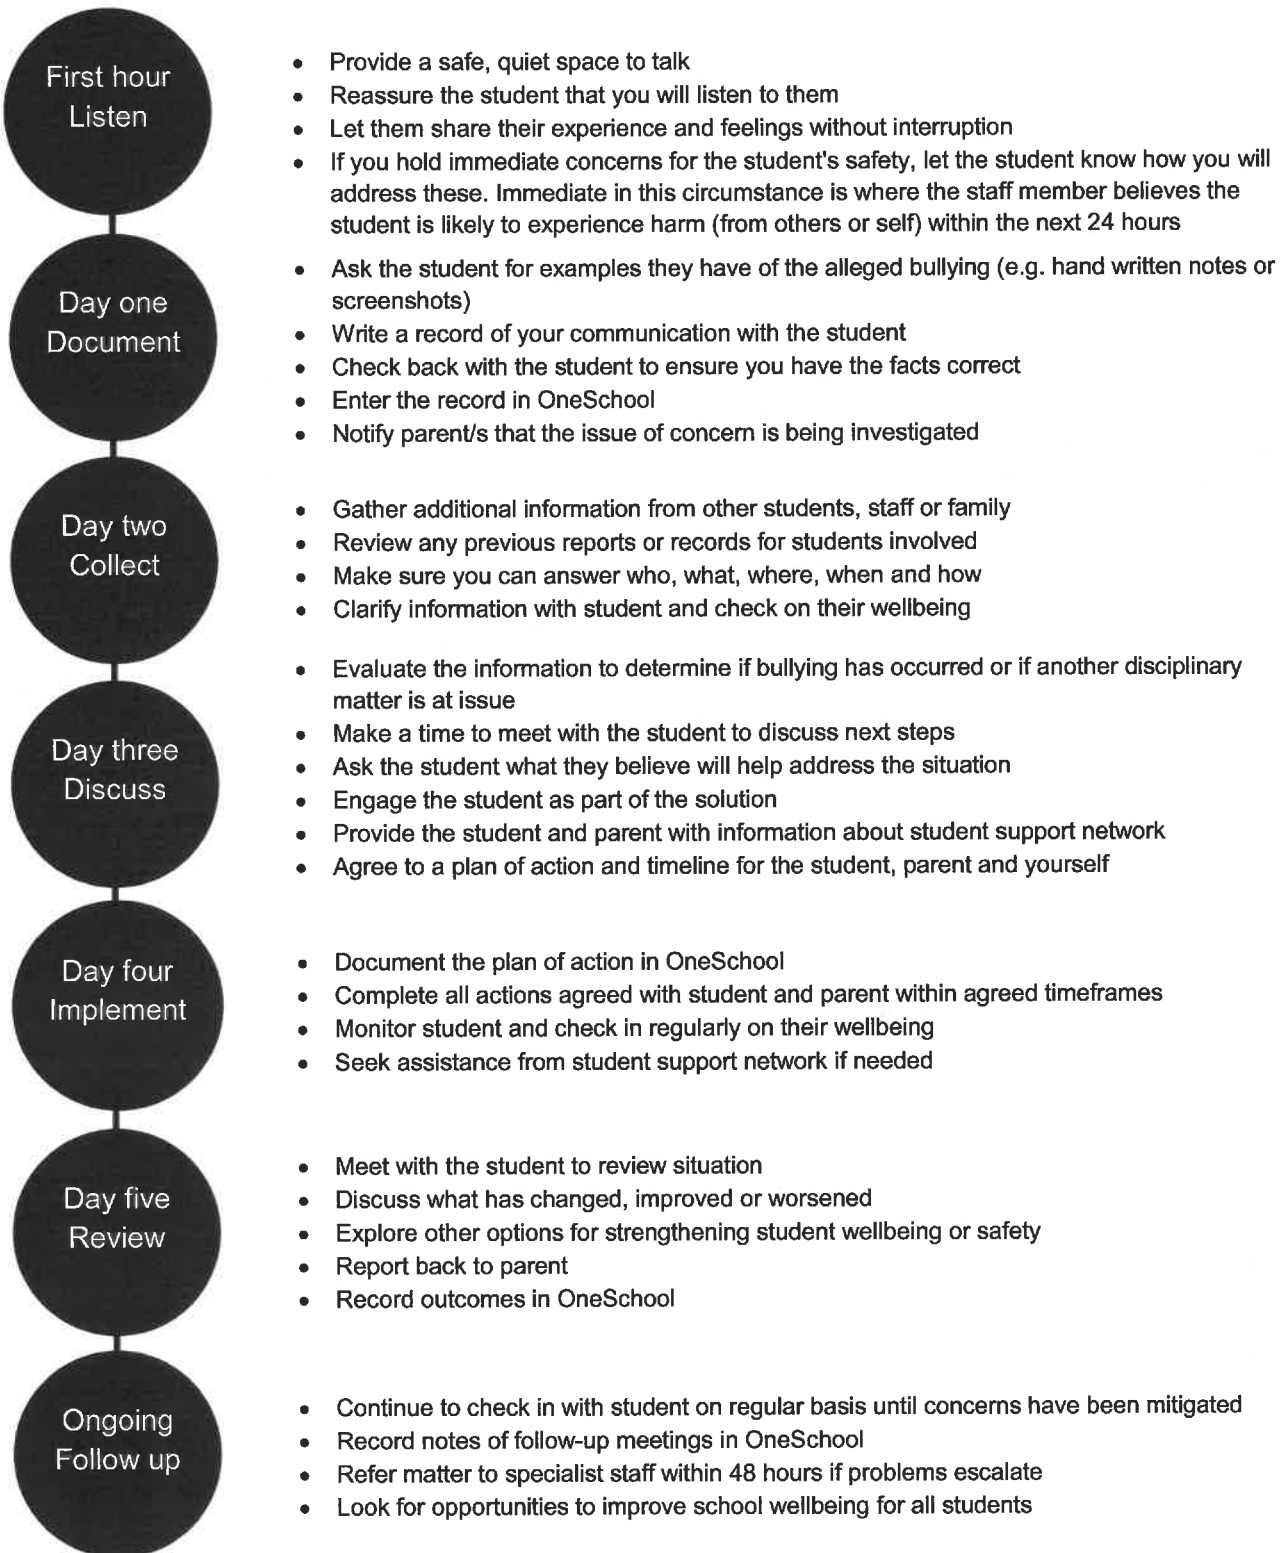 First hour
Listen
• Provide a safe, quiet space to talk
• Reassure the student that you will listen to them
• Let them share their experience and feelings without interruption
• If you hold immediate concerns for the student's safety, let the student know how you will
address these. Immediate in this circumstance is where the staff member believes the
student is likely to experience harm (from others or self) within the next 24 hours
Day one
Document
• Ask the student for examples they have of the alleged bullying (e.g. hand written notes or
screenshots)
• Write a record of your communication with the student
• Check back with the student to ensure you have the facts correct
• Enter the record in OneSchool
• Notify parent/s that the issue of concern is being investigated
Day two
Collect
• Gather additional information from other students, staff or family
• Review any previous reports or records for students involved
• Make sure you can answer who, what, where, when and how
• Clarify information with student and check on their wellbeing
Day three
Discuss
• Evaluate the information to determine if bullying has occurred or if another disciplinary
matter is at issue
• Make a time to meet with the student to discuss next steps
• Ask the student what they believe will help address the situation
• Engage the student as part of the solution
• Provide the student and parent with information about student support network
• Agree to a plan of action and timeline for the student, parent and yourself
Day four
Implement
• Document the plan of action in OneSchool
• Complete all actions agreed with student and parent within agreed timeframes
• Monitor student and check in regularly on their wellbeing
• Seek assistance from student support network if needed
Day five
Review
• Meet with the student to review situation
• Discuss what has changed, improved or worsened
• Explore other options for strengthening student wellbeing or safety
• Report back to parent
• Record outcomes in OneSchool
Ongoing
Follow up
• Continue to check in with student on regular basis until concerns have been mitigated
• Record notes of follow-up meetings in OneSchool
• Refer matter to specialist staff within 48 hours if problems escalate
• Look for opportunities to improve school wellbeing for all students